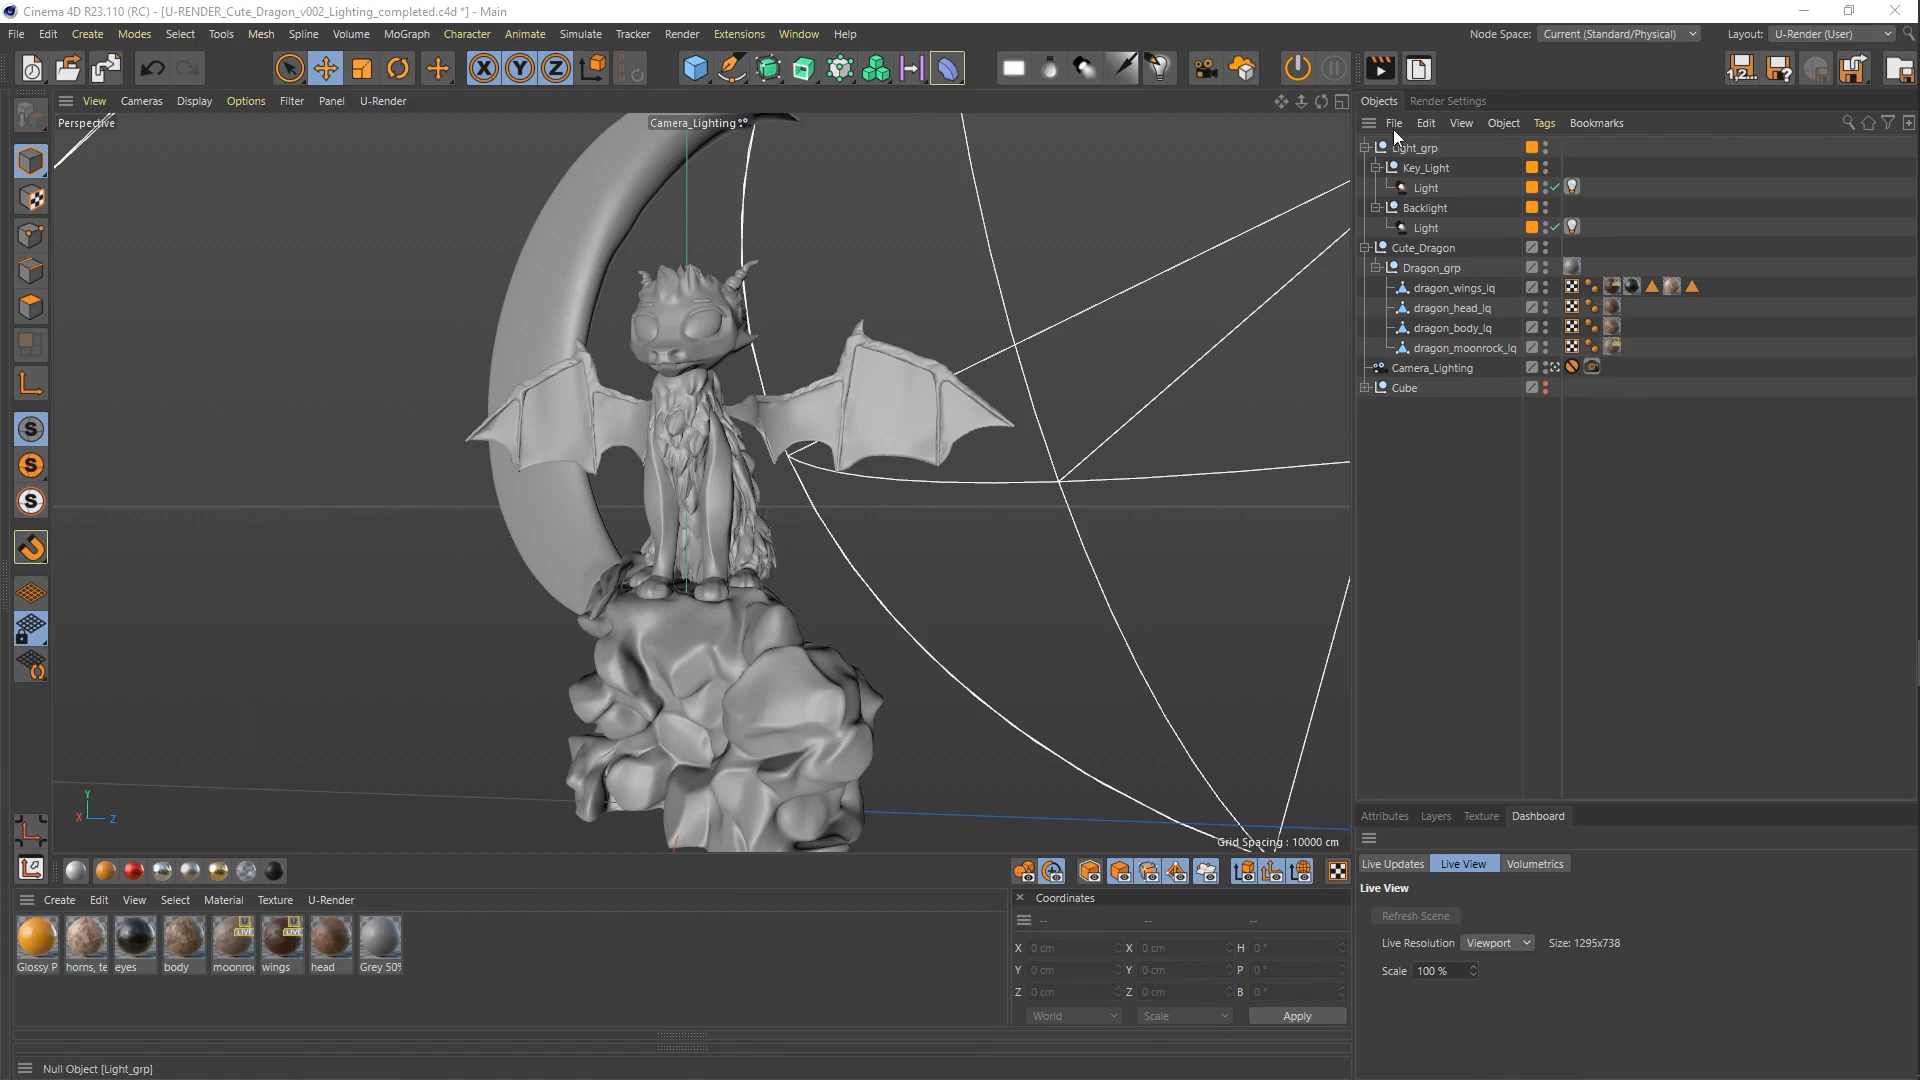 Cinema 4D R23.110 (RC) - [U-RENDER_Cute_Dragon_v002_Lighting_completed.c4d *] - Main
File Edit Create Modes Select Tools Mesh Spline Volume MoGraph Character Animate Simulate Tracker Render Extensions Window Help
Node Space: Current (Standard/Physical) Layout: U-Render (User)
View Cameras Display Options Filter Panel U-Render
Objects Render Settings
Perspective
Camera_Lighting
File Edit View Object Tags Bookmarks
Light_grp
Key_Light
Light
Backlight
Light
Cute_Dragon
Dragon_grp
dragon_wings_lq
dragon_head_lq
dragon_body_lq
dragon_moonrock_lq
Camera_Lighting
Cube
Y
X
Z
Grid Spacing : 10000 cm
Attributes Layers Texture Dashboard
Live Updates Live View Volumetrics
Live View
Refresh Scene
Live Resolution Viewport Size: 1295x738
Scale 100 %
Create Edit View Select Material Texture U-Render
Glossy P horns, te eyes body moonro wings head Grey 50%
LIVE LIVE
Coordinates
-- -- --
X 0 cm X 0 cm H 0 °
Y 0 cm Y 0 cm P 0 °
Z 0 cm Z 0 cm B 0 °
World Scale Apply
Null Object [Light_grp]